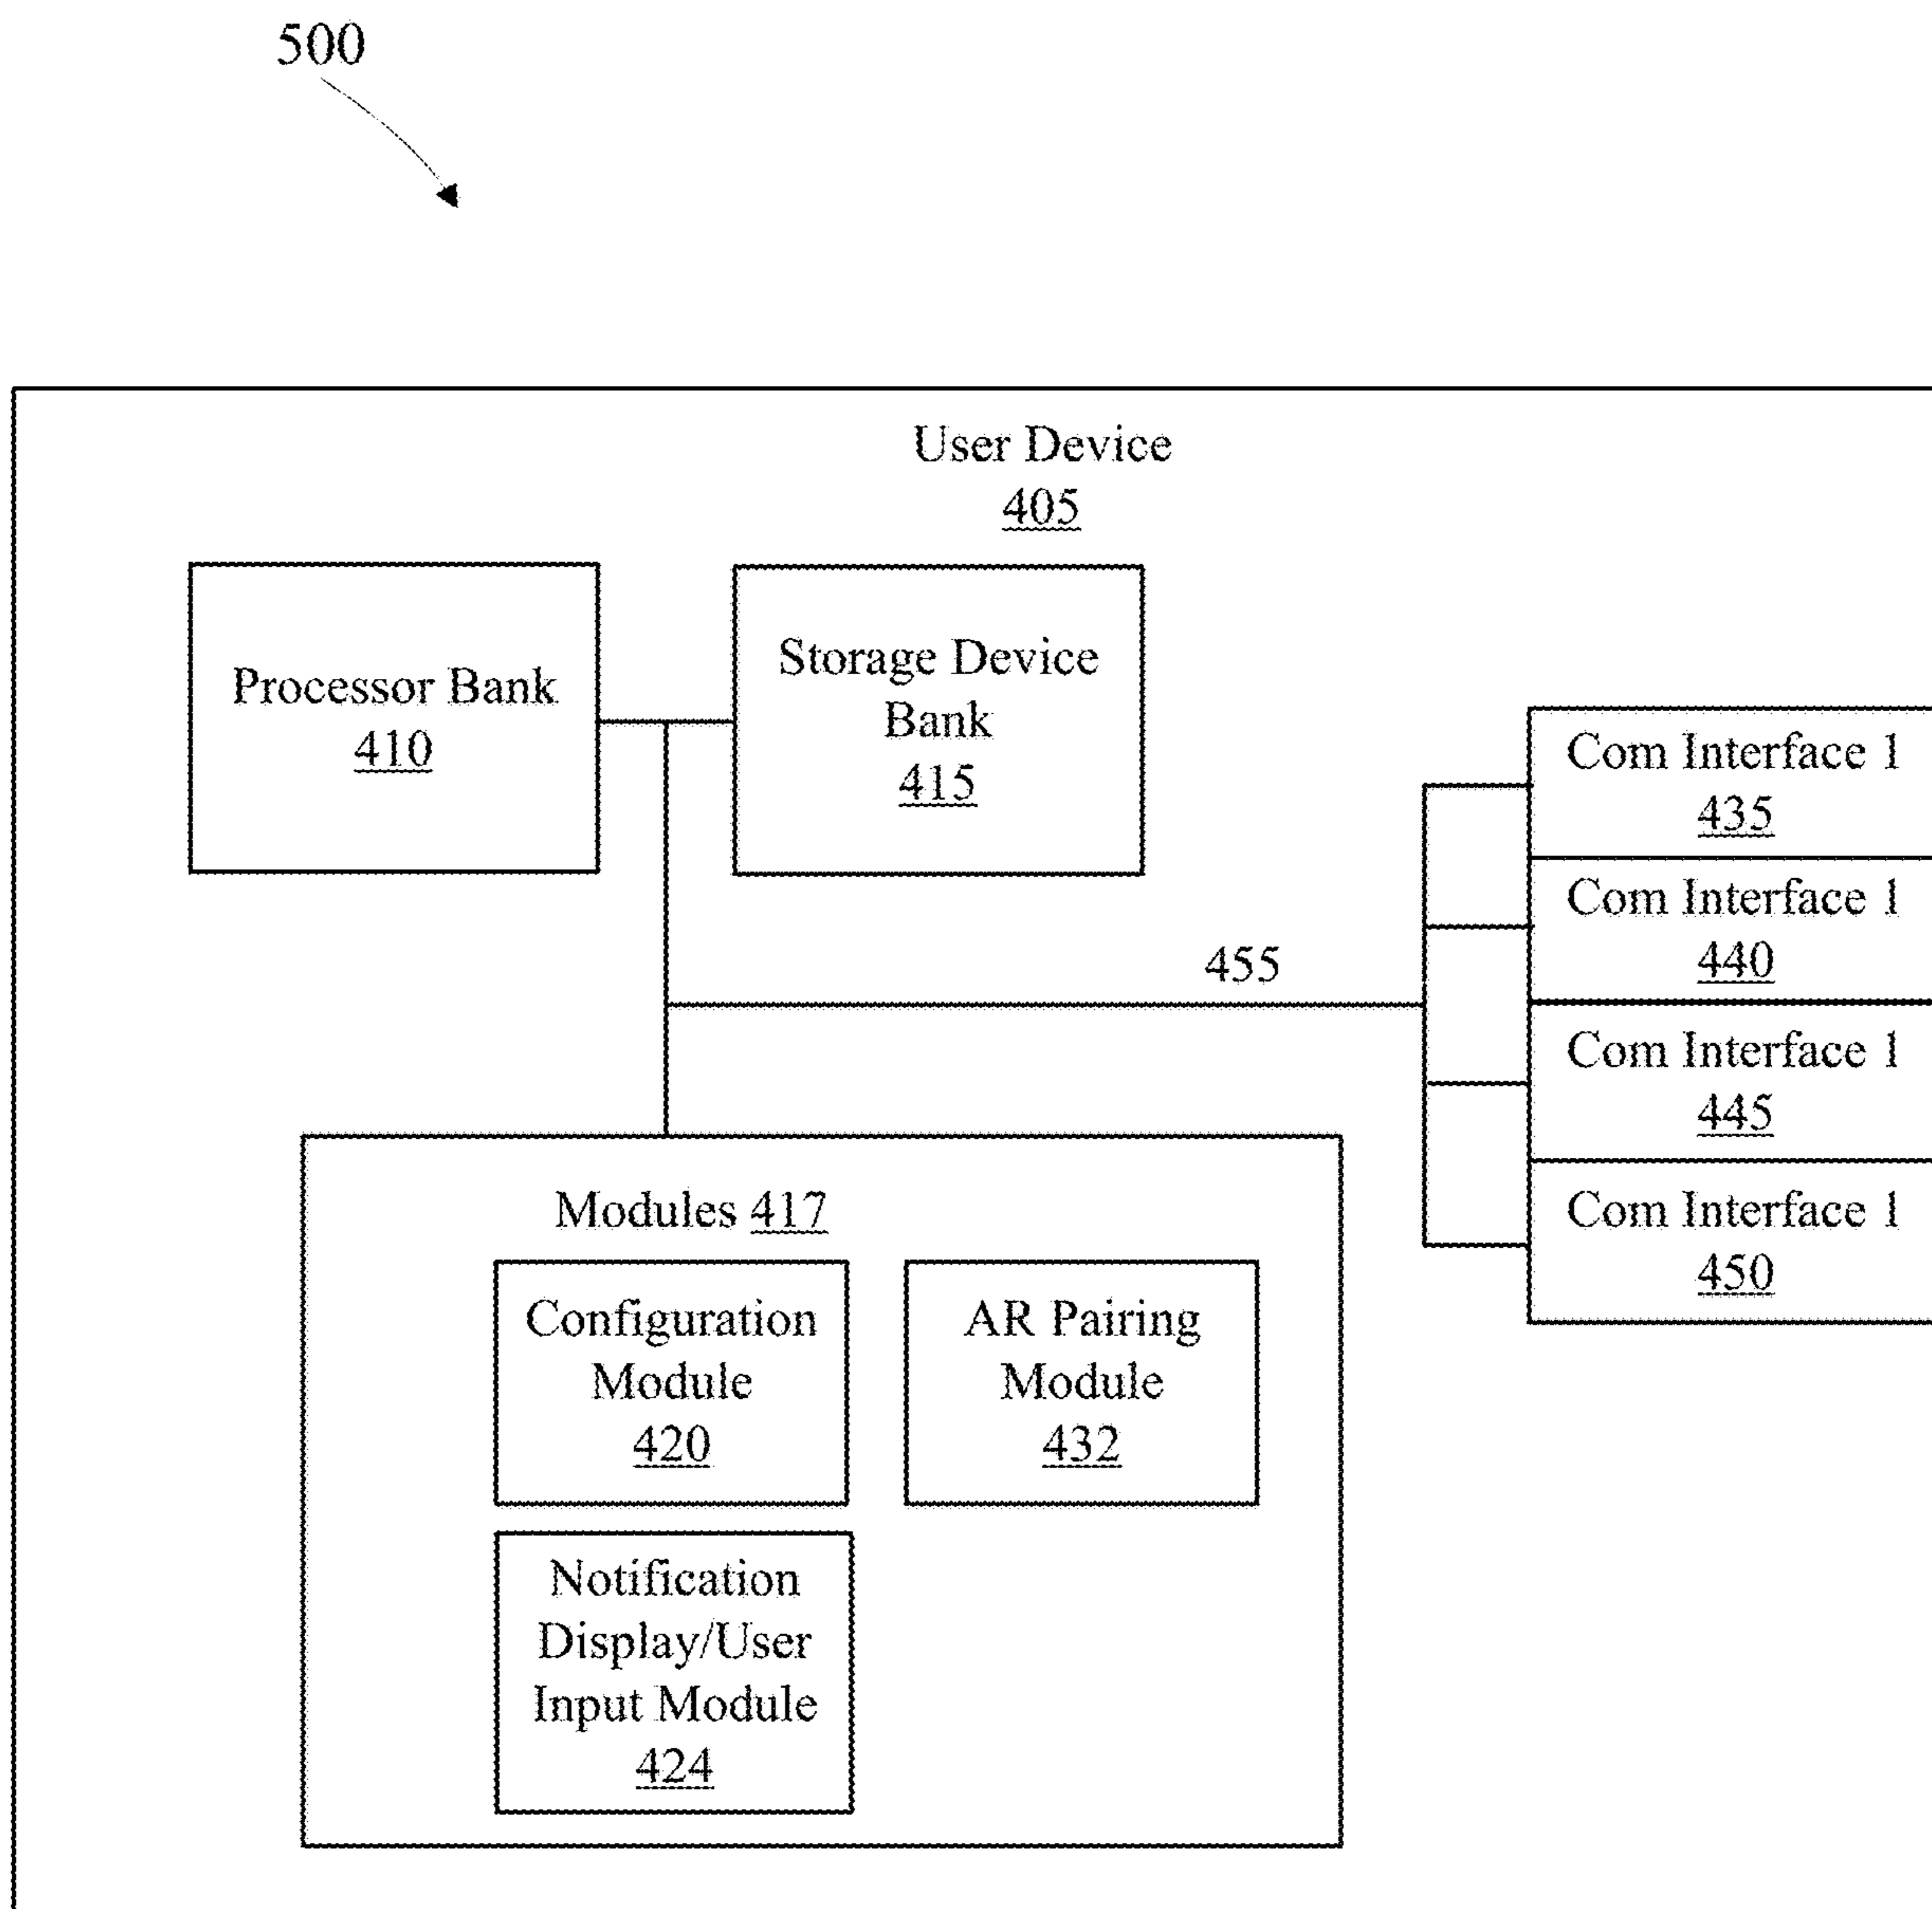 500
User Device
405
Processor Bank
410
Storage Device
Bank
415
Com Interface 1
435
Com Interface 1
440
455
Com Interface 1
445
Com Interface 1
450
Modules 417
Configuration
Module
420
AR Pairing
Module
432
Notification
Display/User
Input Module
424